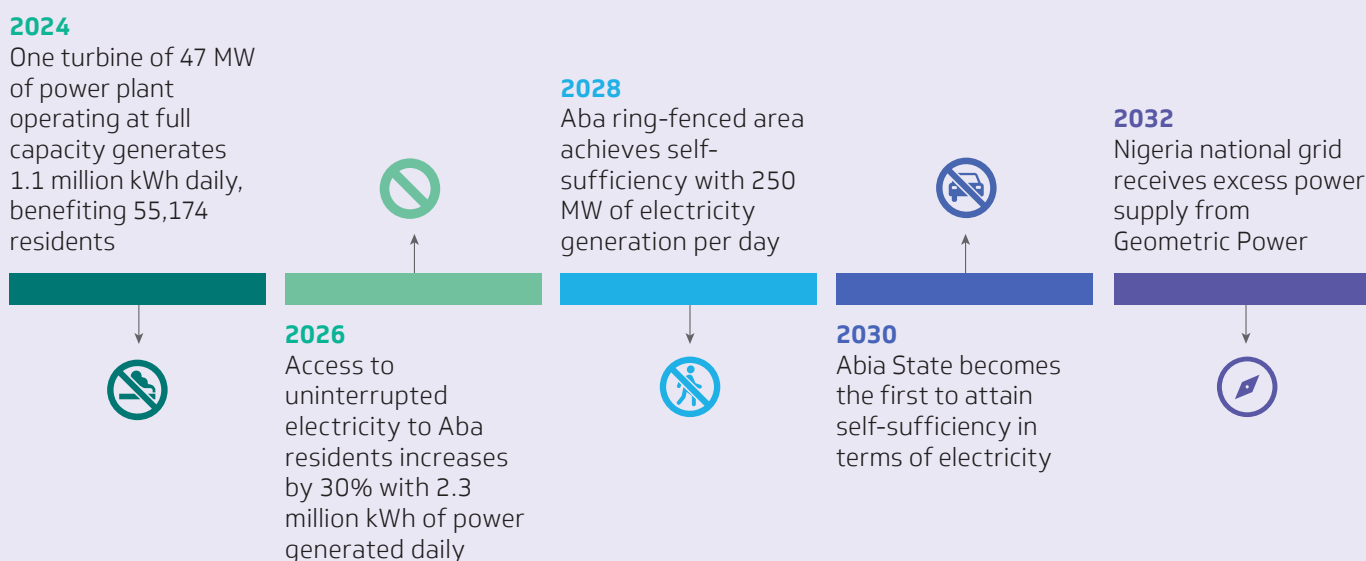 2024
One turbine of 47 MW
of power plant
operating at full
capacity generates
1.1 million kWh daily,
benefiting 55,174
residents
2026
Access to
uninterrupted
electricity to Aba
residents increases
by 30% with 2.3
million kWh of power
generated daily
2028
Aba ring-fenced area
achieves self-
sufficiency with 250
MW of electricity
generation per day
2030
Abia State becomes
the first to attain
self-sufficiency in
terms of electricity
2032
Nigeria national grid
receives excess power
supply from
Geometric Power